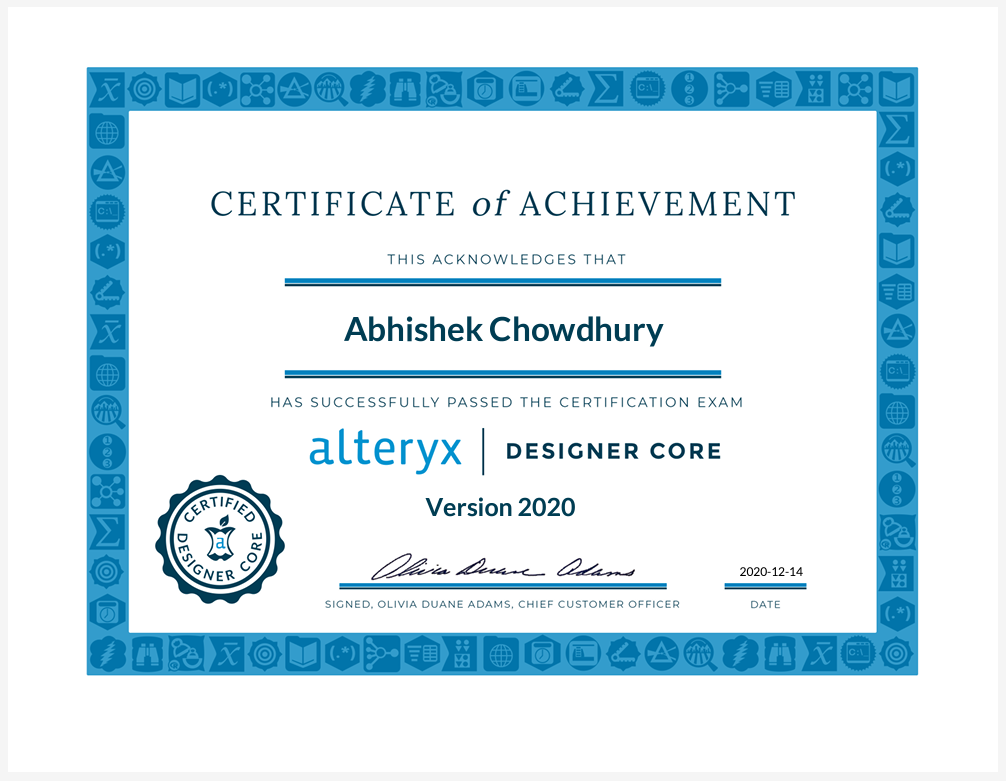 CERTIFICATE of ACHIEVEMENT
THIS ACKNOWLEDGES THAT
Abhishek Chowdhury
HAS SUCCESSFULLY PASSED THE CERTIFICATION EXAM
alteryx | DESIGNER CORE
Version 2020
CERTIFIED
a
DESIGNER CORE
Olivia Duane Adams
2020-12-14
SIGNED, OLIVIA DUANE ADAMS, CHIEF CUSTOMER OFFICER
DATE